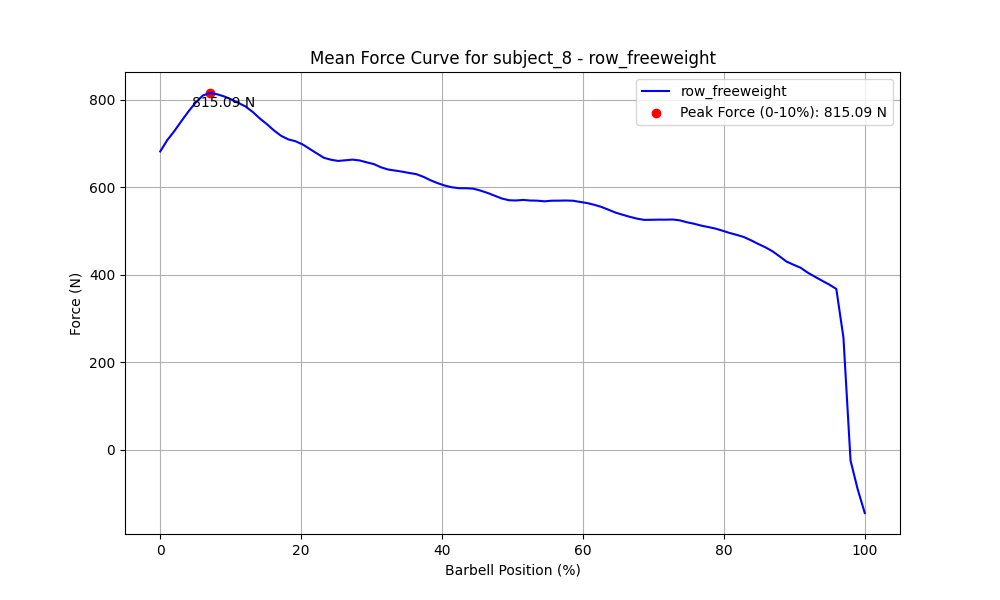 Mean Force Curve for subject_8 - row_freeweight
row_freeweight
Peak Force (0-10%): 815.09 N
815.09 N
800
600
400
200
0
Force (N)
0 20 40 60 80 100
Barbell Position (%)